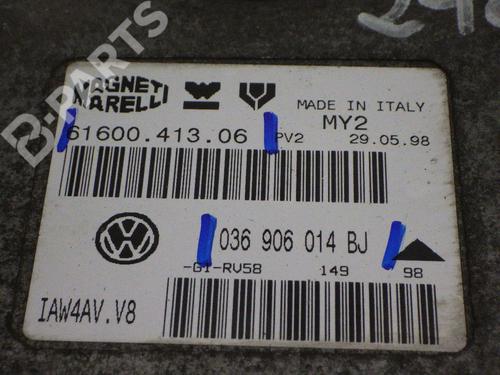 B-PARTS
MAGNETI
MARELLI
MADE IN ITALY
61600.413.06
PV2
MY2
29.05.98
036 906 014 BJ
-GI-RV58
149
98
IAW4AV.V8